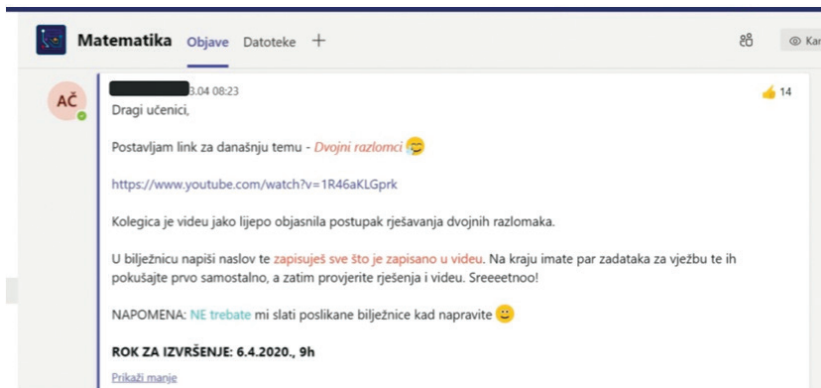 Matematika Objave Datoteke +
Kar
AČ
3.04 08:23
14
Dragi učenici,
Postavljam link za današnju temu - Dvojni razlomci
https://www.youtube.com/watch?v=1R46aKLGprk
Kolegica je videu jako lijepo objasnila postupak rješavanja dvojnih razlomaka.
U bilježnicu napiši naslov te zapisuješ sve što je zapisano u videu. Na kraju imate par zadataka za vježbu te ih
pokušajte prvo samostalno, a zatim provjerite rješenja i videu. Sreeeetnoo!
NAPOMENA: NE trebate mi slati poslikane bilježnice kad napravite
ROK ZA IZVRŠENJE: 6.4.2020., 9h
Prikaži manje